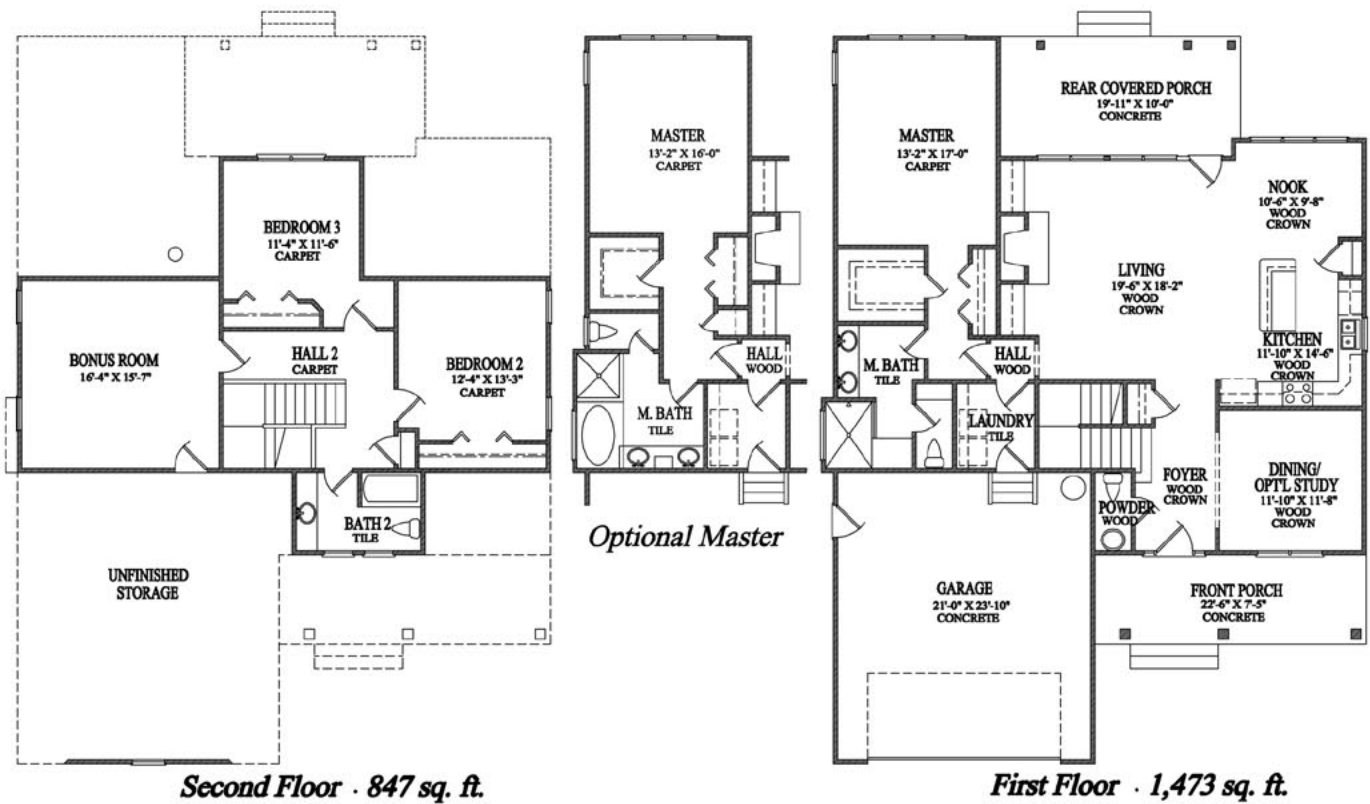 BEDROOM 3
11'-4" X 11'-6"
CARPET
BONUS ROOM
16'-4" X 15'-7"
HALL 2
CARPET
BEDROOM 2
12'-4" X 13'-3"
CARPET
BATH 2
TILE
UNFINISHED
STORAGE
Second Floor · 847 sq. ft.
MASTER
13'-2" X 16'-0"
CARPET
HALL
WOOD
M. BATH
TILE
Optional Master
REAR COVERED PORCH
19'-11" X 10'-0"
CONCRETE
MASTER
13'-2" X 17'-0"
CARPET
NOOK
10'-6" X 9'-8"
WOOD
CROWN
LIVING
19'-6" X 18'-2"
WOOD
CROWN
KITCHEN
11'-10" X 14'-6"
WOOD
CROWN
M. BATH
TILE
HALL
WOOD
LAUNDRY
TILE
FOYER
WOOD
CROWN
DINING/
OPT'L STUDY
11'-10" X 11'-8"
WOOD
CROWN
POWDER
WOOD
GARAGE
21'-0" X 23'-10"
CONCRETE
FRONT PORCH
22'-6" X 7'-5"
CONCRETE
First Floor · 1,473 sq. ft.